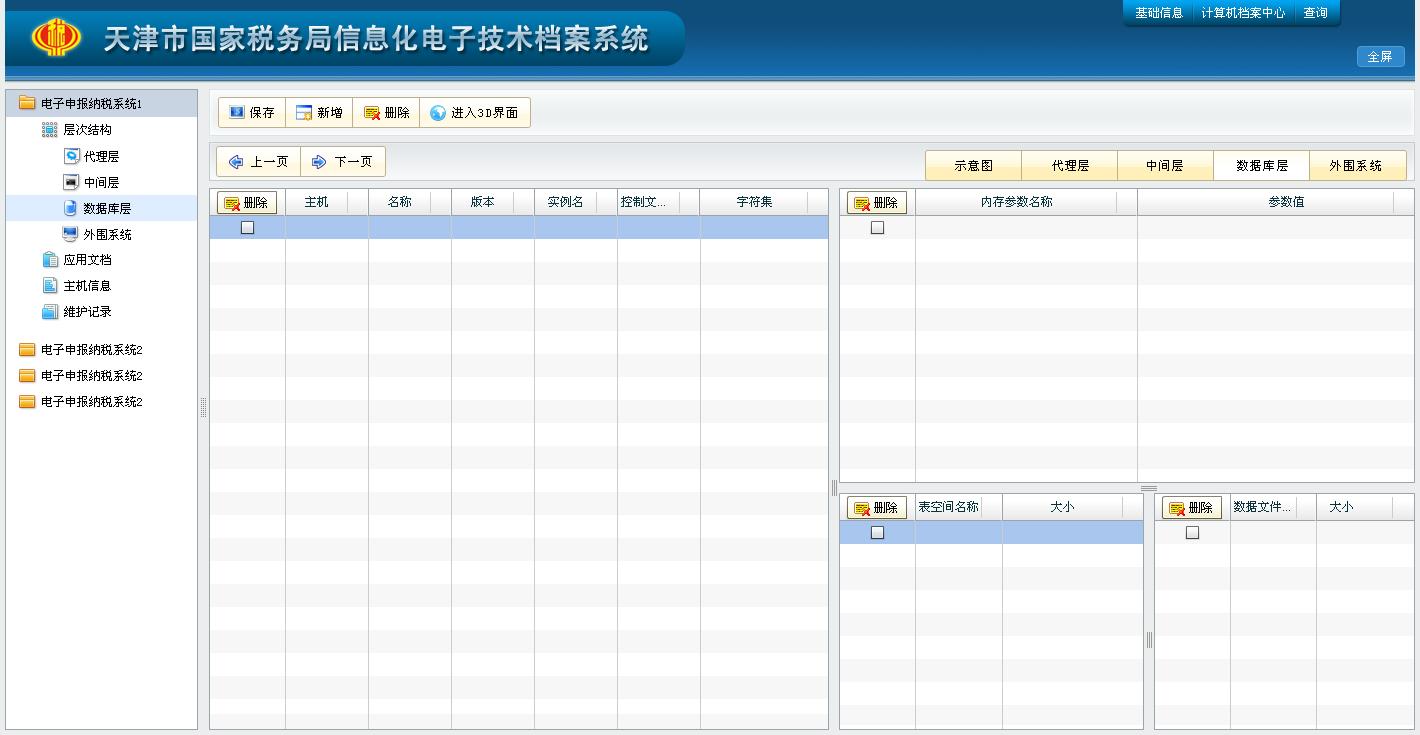 基础信息 计算机档案中心 查询
天津市国家税务局信息化电子技术档案系统
全屏
电子申报纳税系统1
层次结构
代理层
中间层
数据库层
外围系统
应用文档
主机信息
维护记录
电子申报纳税系统2
电子申报纳税系统2
电子申报纳税系统2
保存 新增 删除 进入3D界面
上一页 下一页
示意图 代理层 中间层 数据库层 外围系统
删除 主机 名称 版本 实例名 控制文... 字符集
删除 内存参数名称 参数值
删除 表空间名称 大小
删除 数据文件... 大小